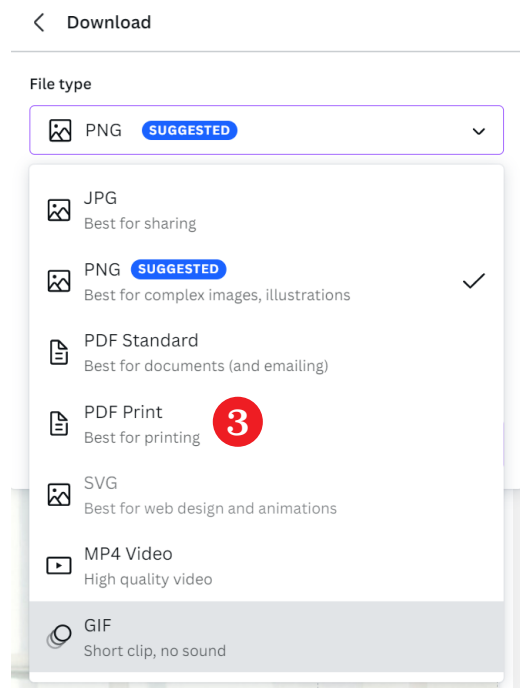 Download
File type
PNG SUGGESTED
JPG
Best for sharing
PNG SUGGESTED
Best for complex images, illustrations
PDF Standard
Best for documents (and emailing)
PDF Print
3
Best for printing
SVG
Best for web design and animations
MP4 Video
High quality video
GIF
Short clip, no sound